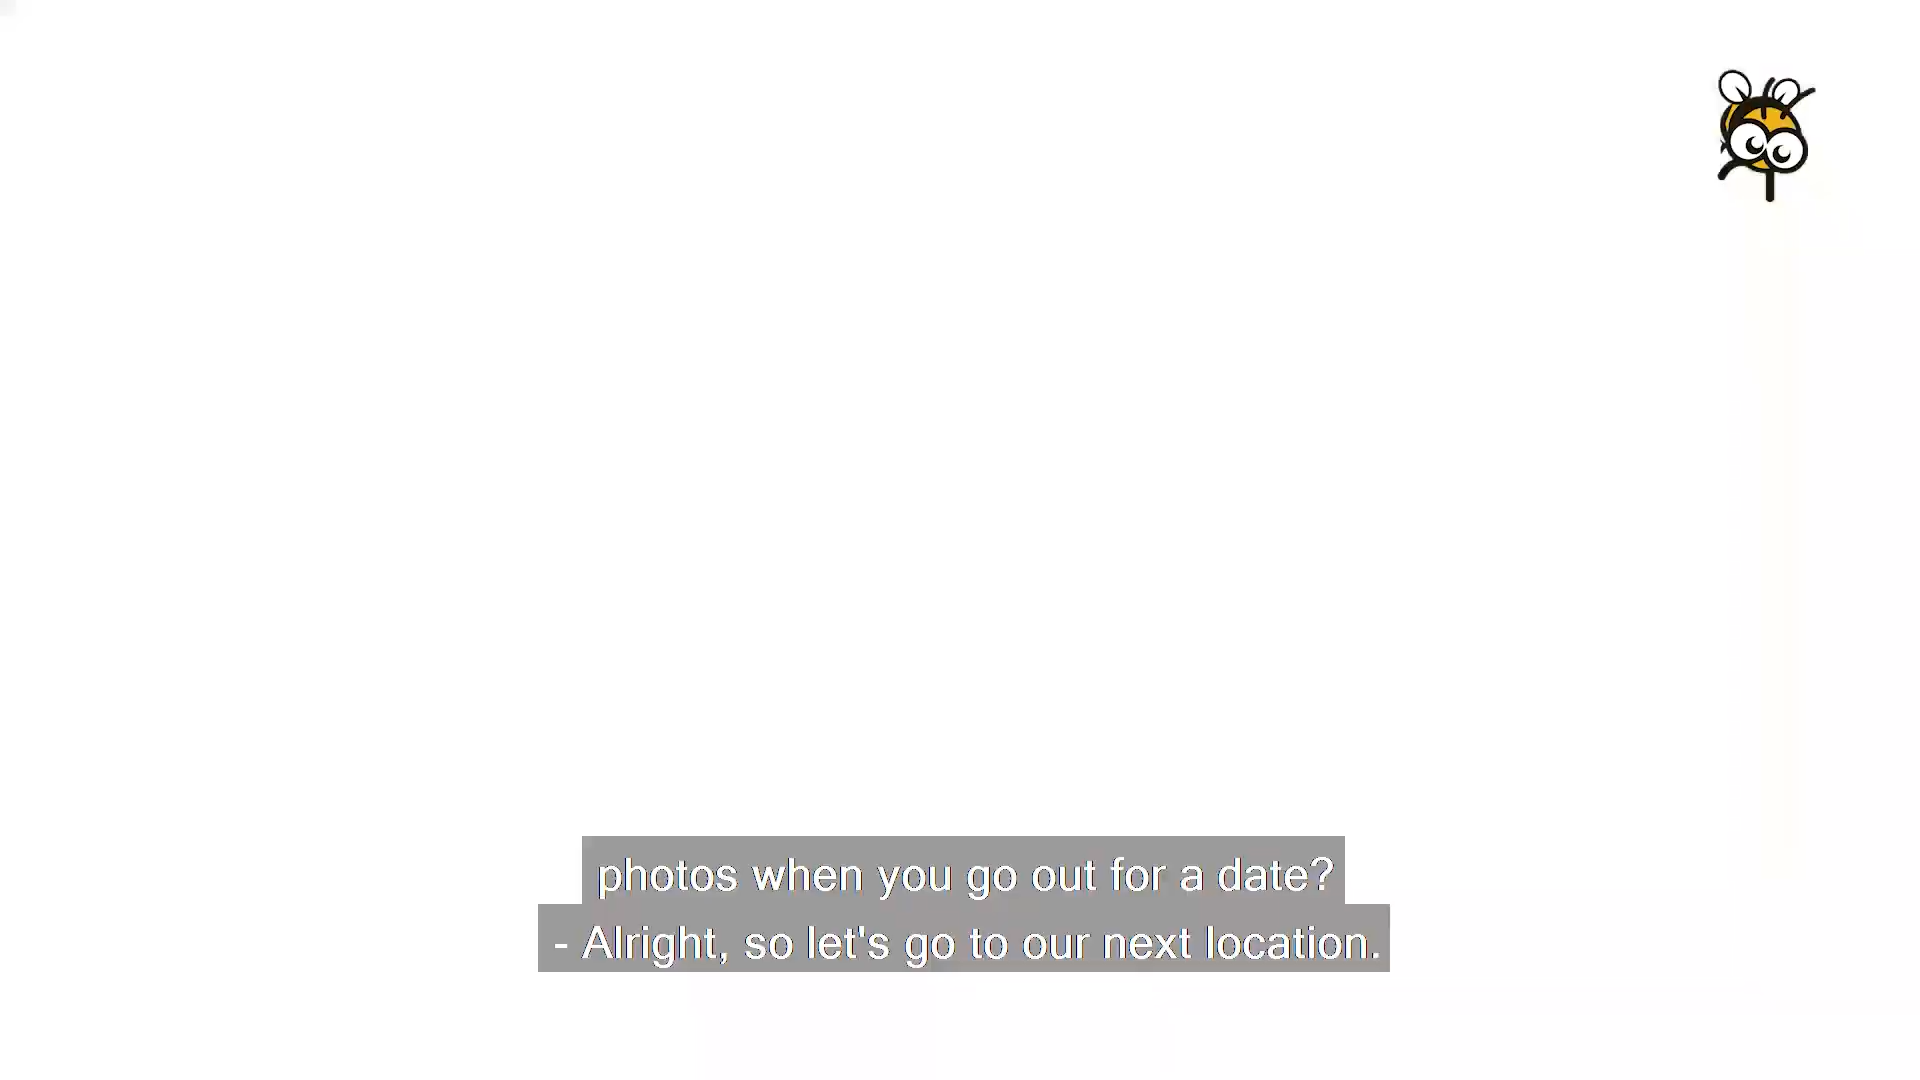 photos when you go out for a date?
- Alright, so let's go to our next location.